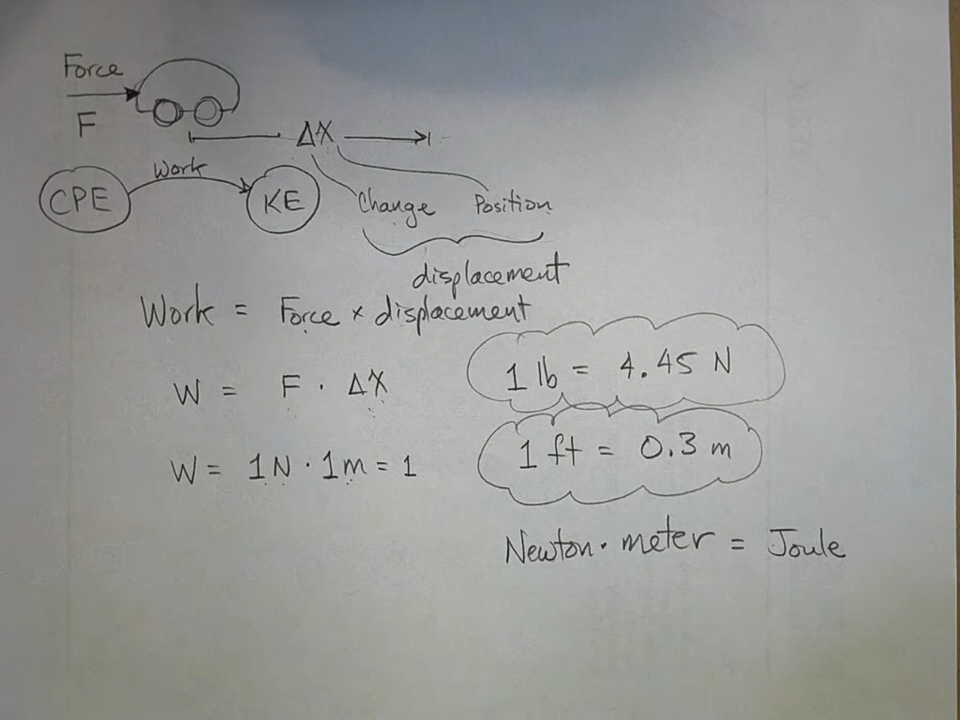 Force
F
ΔX
CPE
Work
KE
Change Position
displacement
Work = Force × displacement
W = F · ΔX
W = 1N · 1m = 1
1 lb = 4.45 N
1 ft = 0.3 m
Newton · meter = Joule